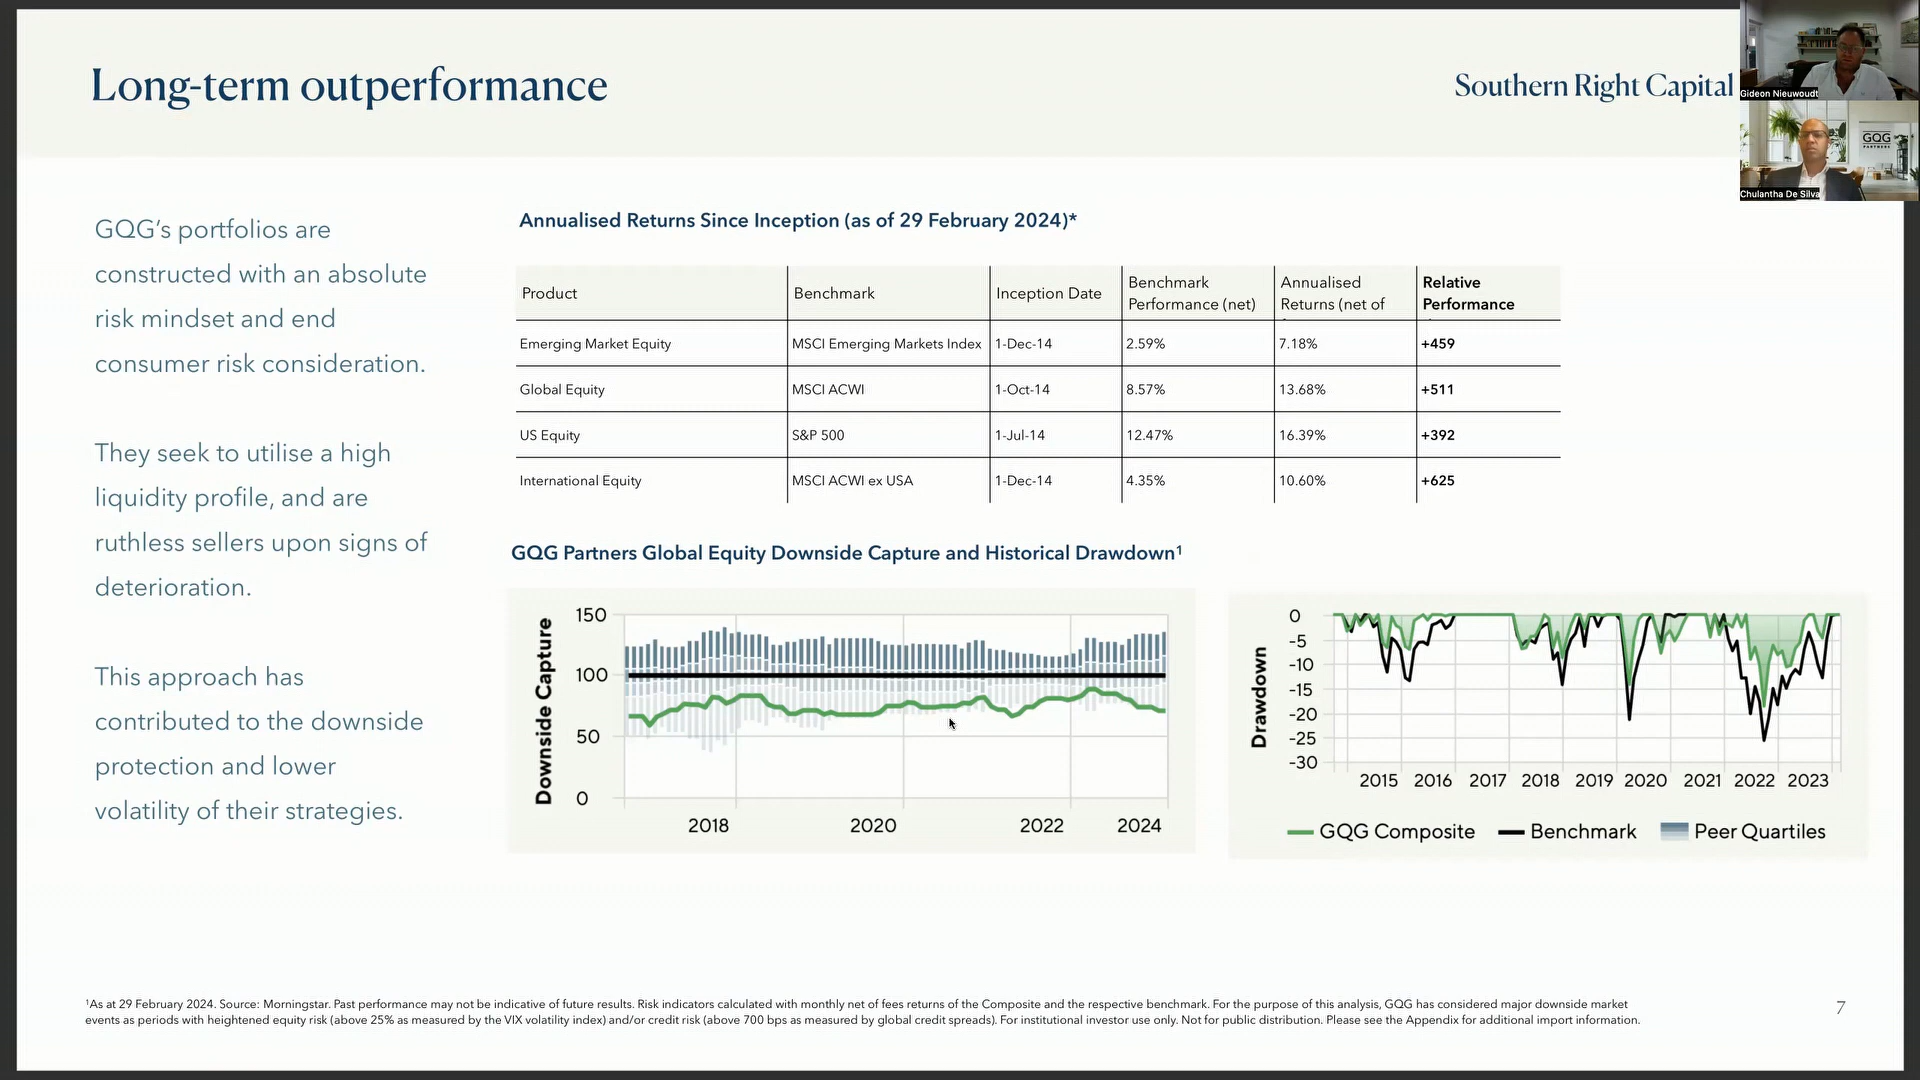 Long-term outperformance
Southern Right Capital
Gideon Nieuwoudt
GQG
PARTNERS
Chulantha De Silva
GQG's portfolios are
constructed with an absolute
risk mindset and end
consumer risk consideration.
They seek to utilise a high
liquidity profile, and are
ruthless sellers upon signs of
deterioration.
This approach has
contributed to the downside
protection and lower
volatility of their strategies.
Annualised Returns Since Inception (as of 29 February 2024)*
Product Benchmark Inception Date Benchmark Performance (net) Annualised Returns (net of Relative Performance
Emerging Market Equity MSCI Emerging Markets Index 1-Dec-14 2.59% 7.18% +459
Global Equity MSCI ACWI 1-Oct-14 8.57% 13.68% +511
US Equity S&P 500 1-Jul-14 12.47% 16.39% +392
International Equity MSCI ACWI ex USA 1-Dec-14 4.35% 10.60% +625
GQG Partners Global Equity Downside Capture and Historical Drawdown¹
Downside Capture
150
100
50
0
2018 2020 2022 2024
Drawdown
0
-5
-10
-15
-20
-25
-30
2015 2016 2017 2018 2019 2020 2021 2022 2023
GQG Composite Benchmark Peer Quartiles
¹As at 29 February 2024. Source: Morningstar. Past performance may not be indicative of future results. Risk indicators calculated with monthly net of fees returns of the Composite and the respective benchmark. For the purpose of this analysis, GQG has considered major downside market
events as periods with heightened equity risk (above 25% as measured by the VIX volatility index) and/or credit risk (above 700 bps as measured by global credit spreads). For institutional investor use only. Not for public distribution. Please see the Appendix for additional import information.
7